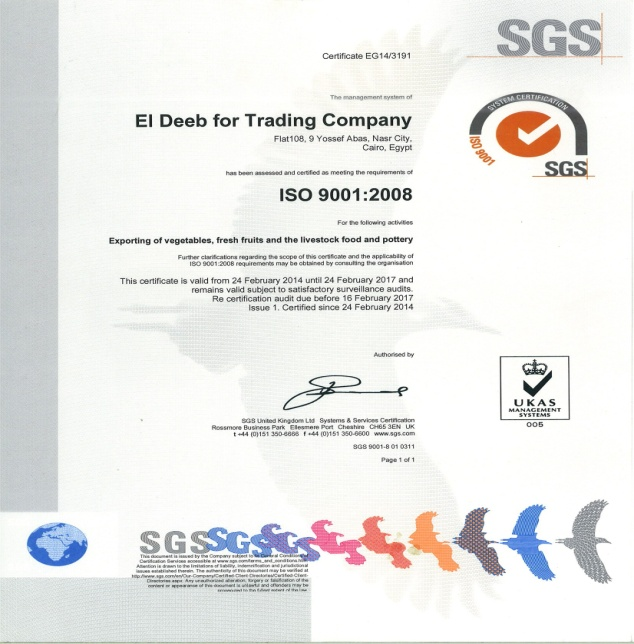 SGS
Certificate EG14/3191
The management system of
El Deeb for Trading Company
Flat108, 9 Yossef Abas, Nasr City,
Cairo, Egypt
SYSTEM CERTIFICATION
ISO 9001
SGS
has been assessed and certified as meeting the requirements of
ISO 9001:2008
For the following activities
Exporting of vegetables, fresh fruits and the livestock food and pottery
Further clarifications regarding the scope of this certificate and the applicability of
ISO 9001:2008 requirements may be obtained by consulting the organisation
This certificate is valid from 24 February 2014 until 24 February 2017 and
remains valid subject to satisfactory surveillance audits.
Re certification audit due before 16 February 2017
Issue 1. Certified since 24 February 2014
Authorised by
UKAS
MANAGEMENT
SYSTEMS
005
SGS United Kingdom Ltd Systems & Services Certification
Rossmore Business Park Ellesmere Port Cheshire CH65 3EN UK
t +44 (0)151 350-6666 f +44 (0)151 350-6600 www.sgs.com
SGS 9001-8 01 0311
Page 1 of 1
SGS SGS SGS
This document is issued by the Company subject to its General Conditions of
Certification Services accessible at www.sgs.com/terms_and_conditions.htm.
Attention is drawn to the limitations of liability, indemnification and jurisdictional
issues established therein. The authenticity of this document may be verified at
http://www.sgs.com/en/Our-Company/Certified-Client-Directories/Certified-Client-
Directories.aspx. Any unauthorized alteration, forgery or falsification of the
content or appearance of this document is unlawful and offenders may be
prosecuted to the fullest extent of the law.